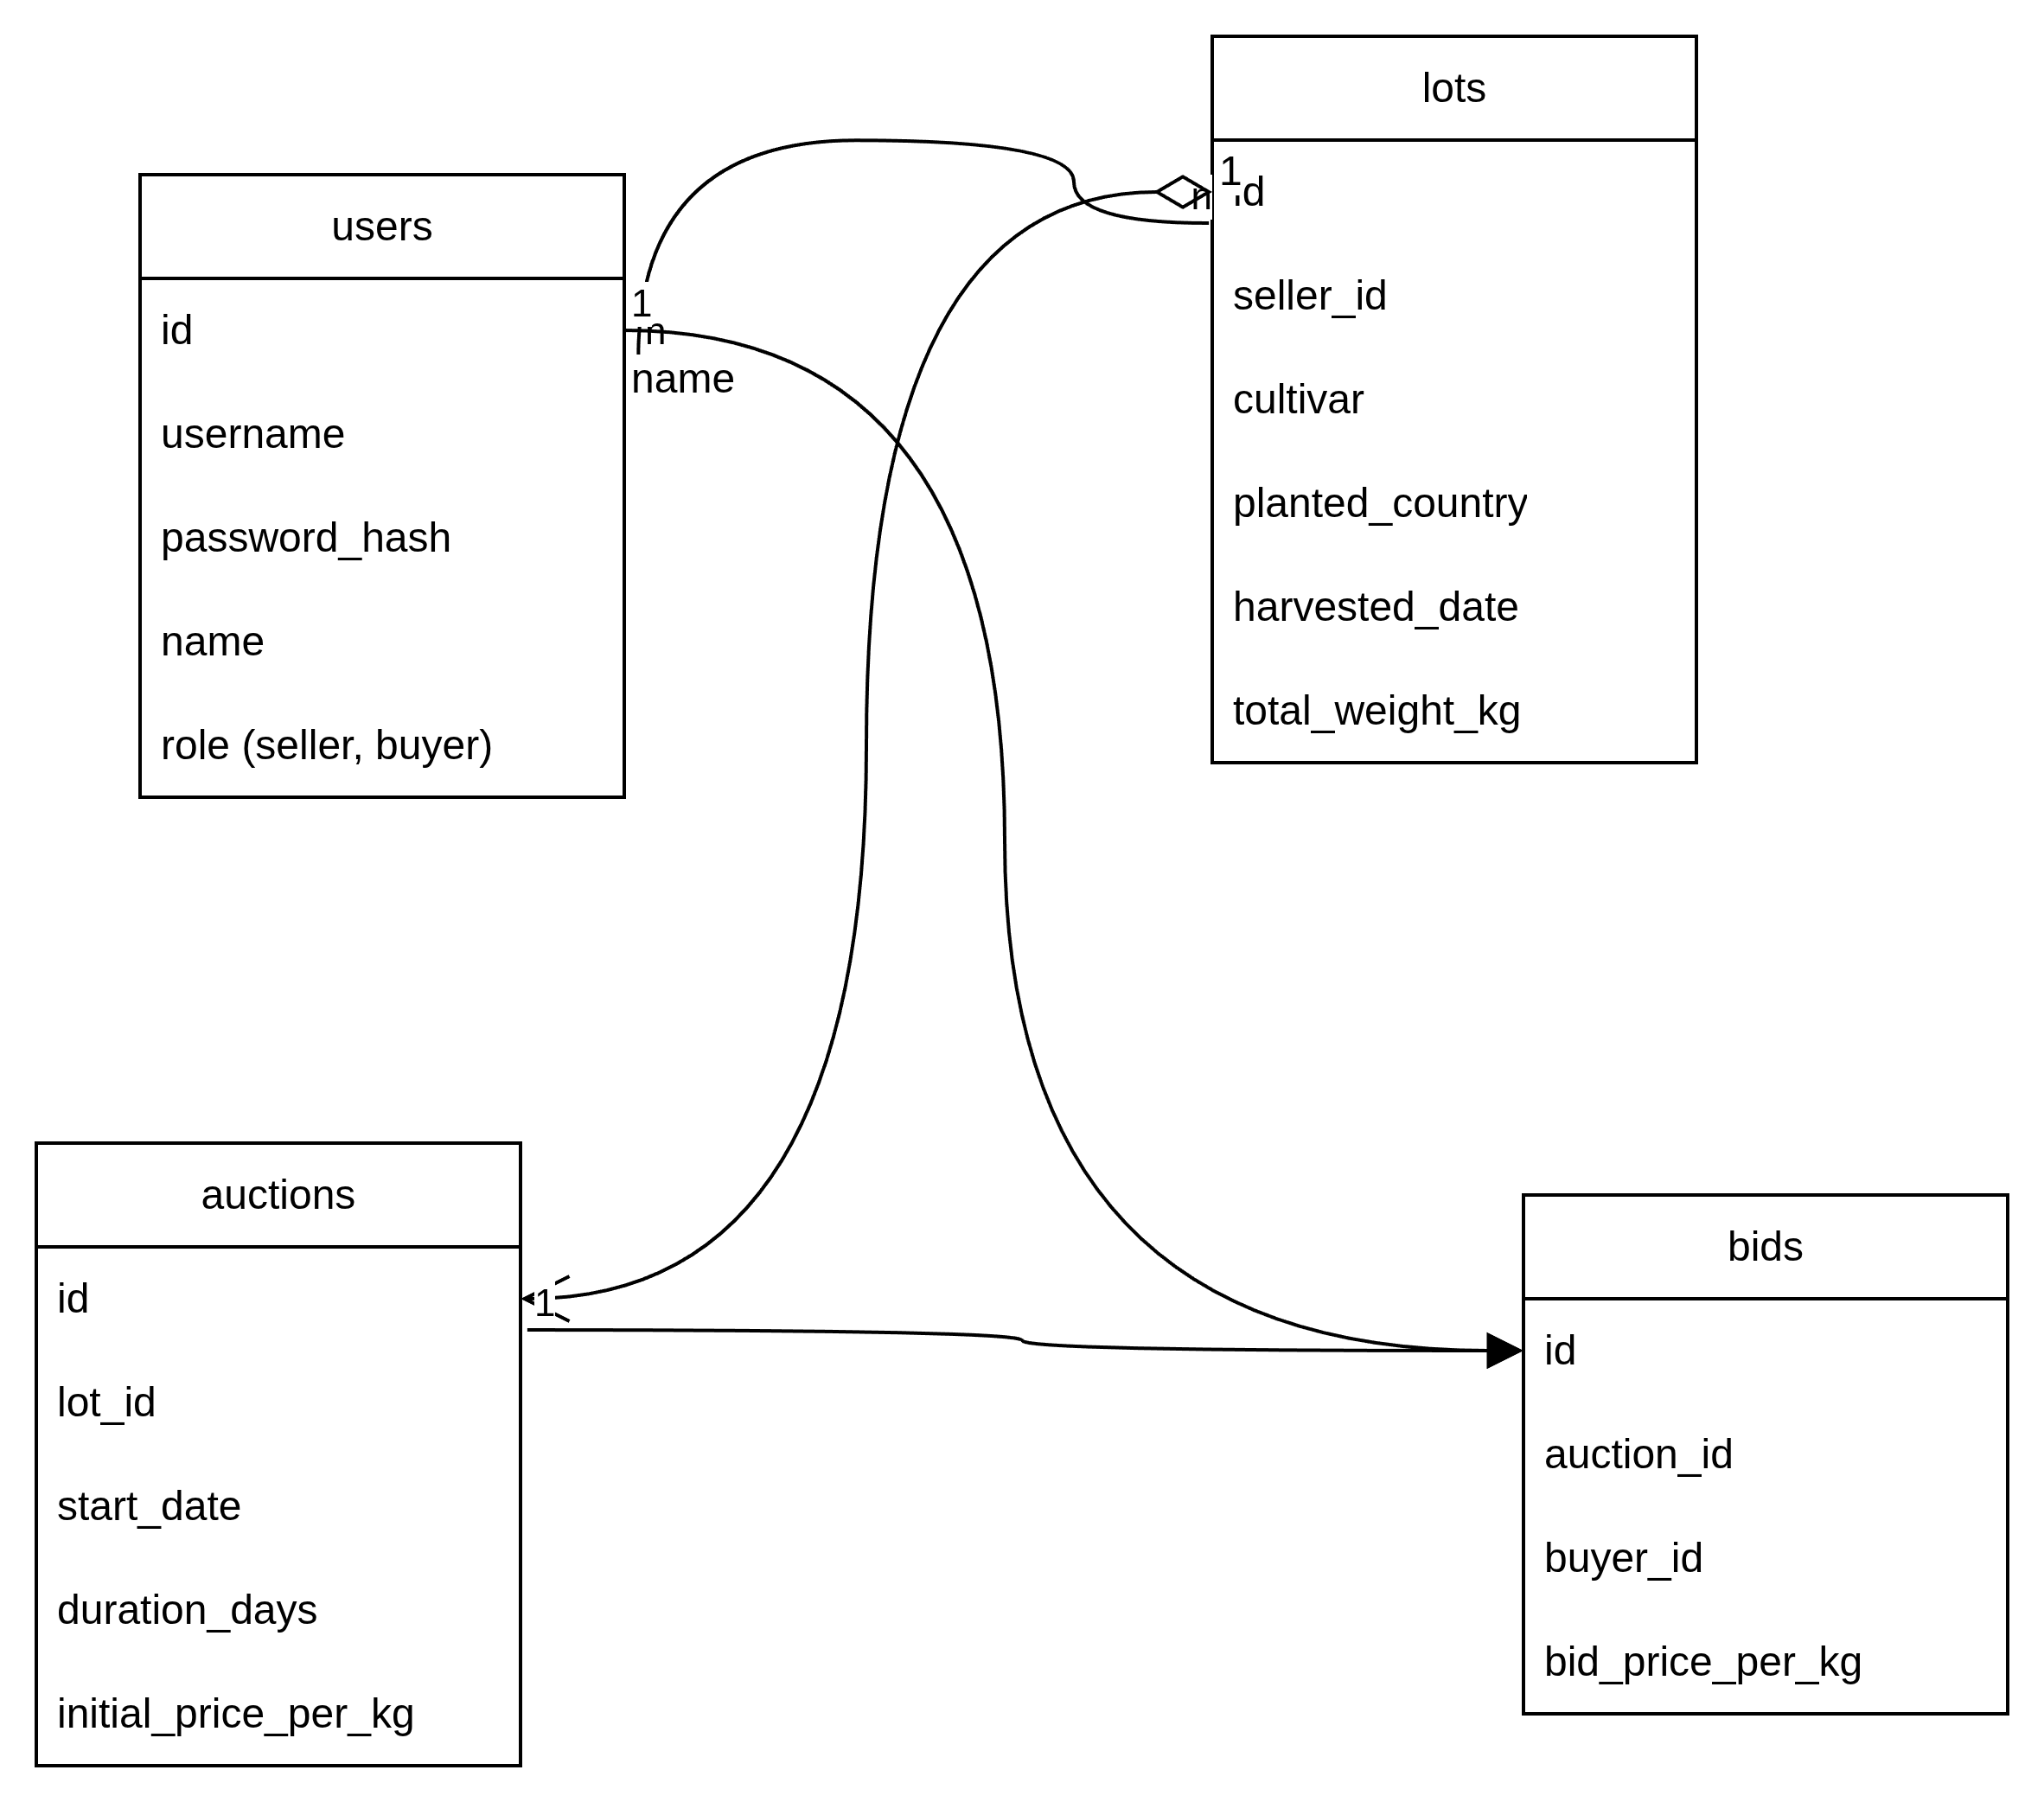 users
id
username
password_hash
name
role (seller, buyer)
1
n
name
lots
1
n
id
seller_id
cultivar
planted_country
harvested_date
total_weight_kg
auctions
id
1
lot_id
start_date
duration_days
initial_price_per_kg
bids
id
auction_id
buyer_id
bid_price_per_kg